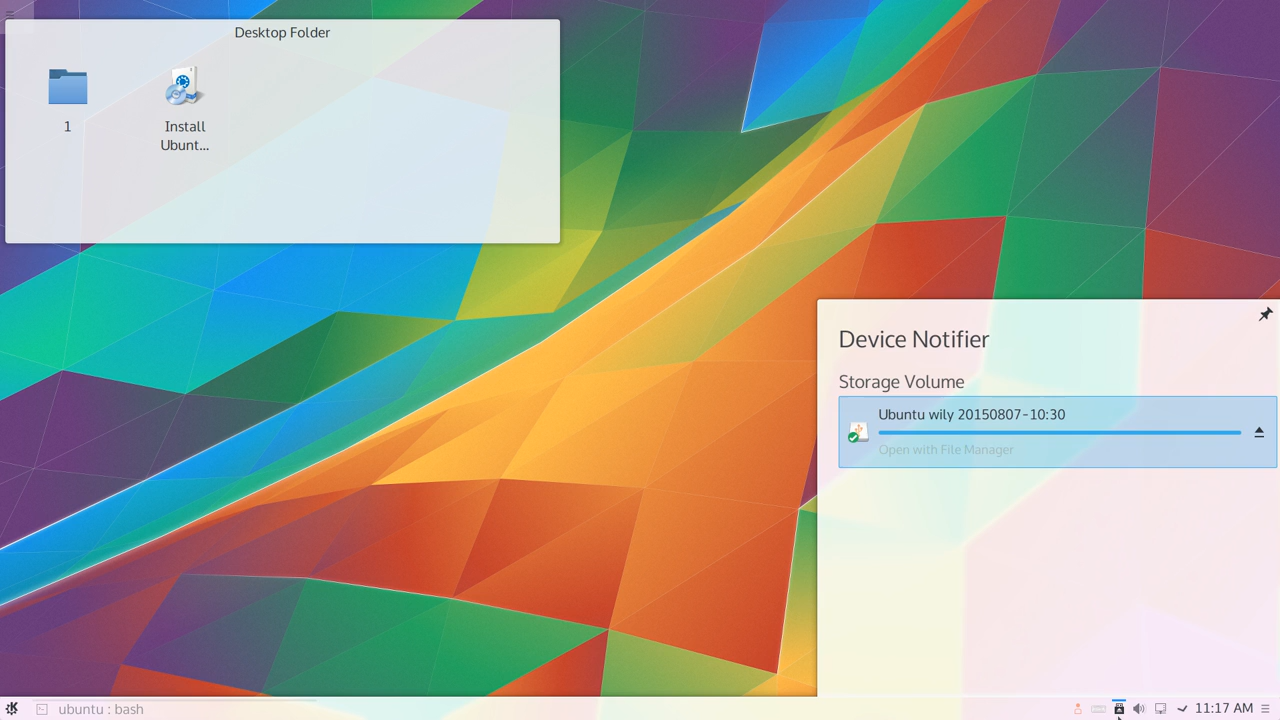 Desktop Folder
1
Install
Ubunt...
Device Notifier
Storage Volume
Ubuntu wily 20150807-10:30
Open with File Manager
ubuntu : bash
11:17 AM